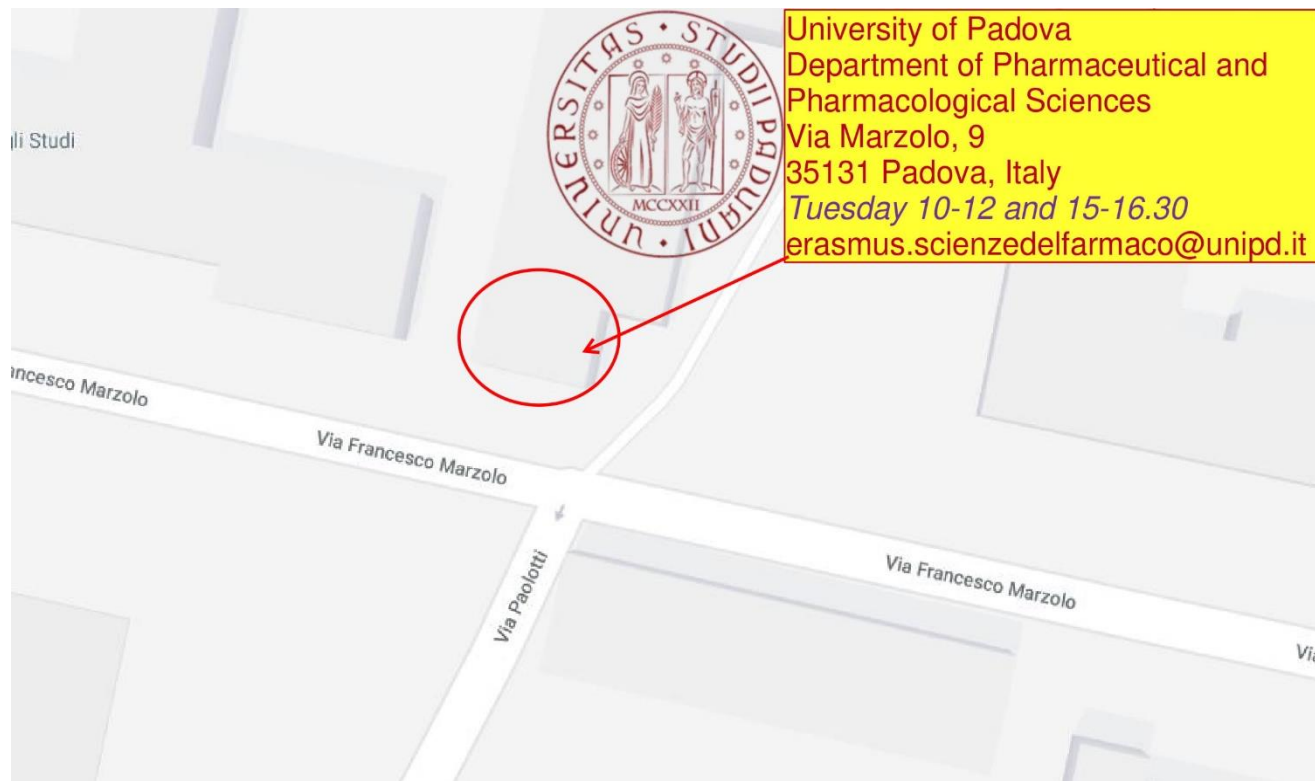 University of Padova
Department of Pharmaceutical and
Pharmacological Sciences
Via Marzolo, 9
35131 Padova, Italy
Tuesday 10-12 and 15-16.30
erasmus.scienzedelfarmaco@unipd.it
UNIVERSITAS · STUDII PADUANI ·
MCCXXII
gli Studi
ancesco Marzolo
Via Francesco Marzolo
Via Paolotti
Via Francesco Marzolo
Via